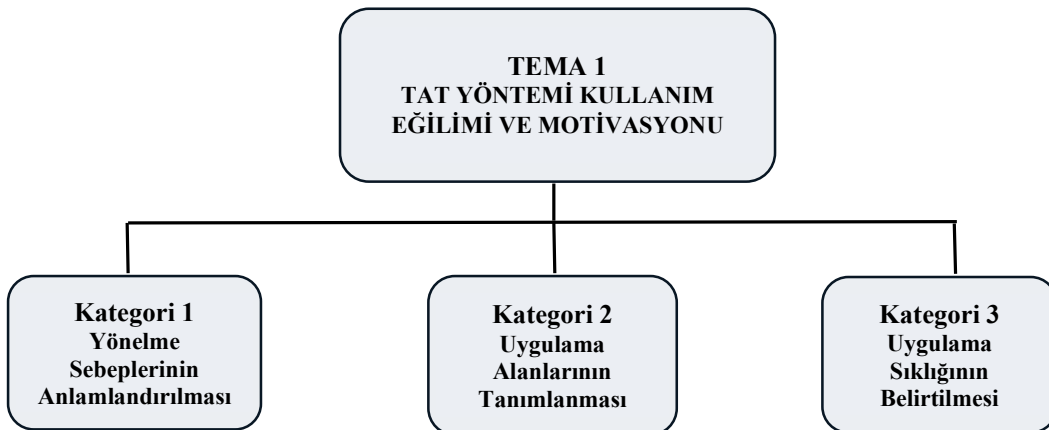 TEMA 1
TAT YÖNTEMİ KULLANIM
EĞİLİMİ VE MOTİVASYONU
Kategori 1
Yönelme
Sebeplerinin
Anlamlandırılması
Kategori 2
Uygulama
Alanlarının
Tanımlanması
Kategori 3
Uygulama
Sıklığının
Belirtilmesi